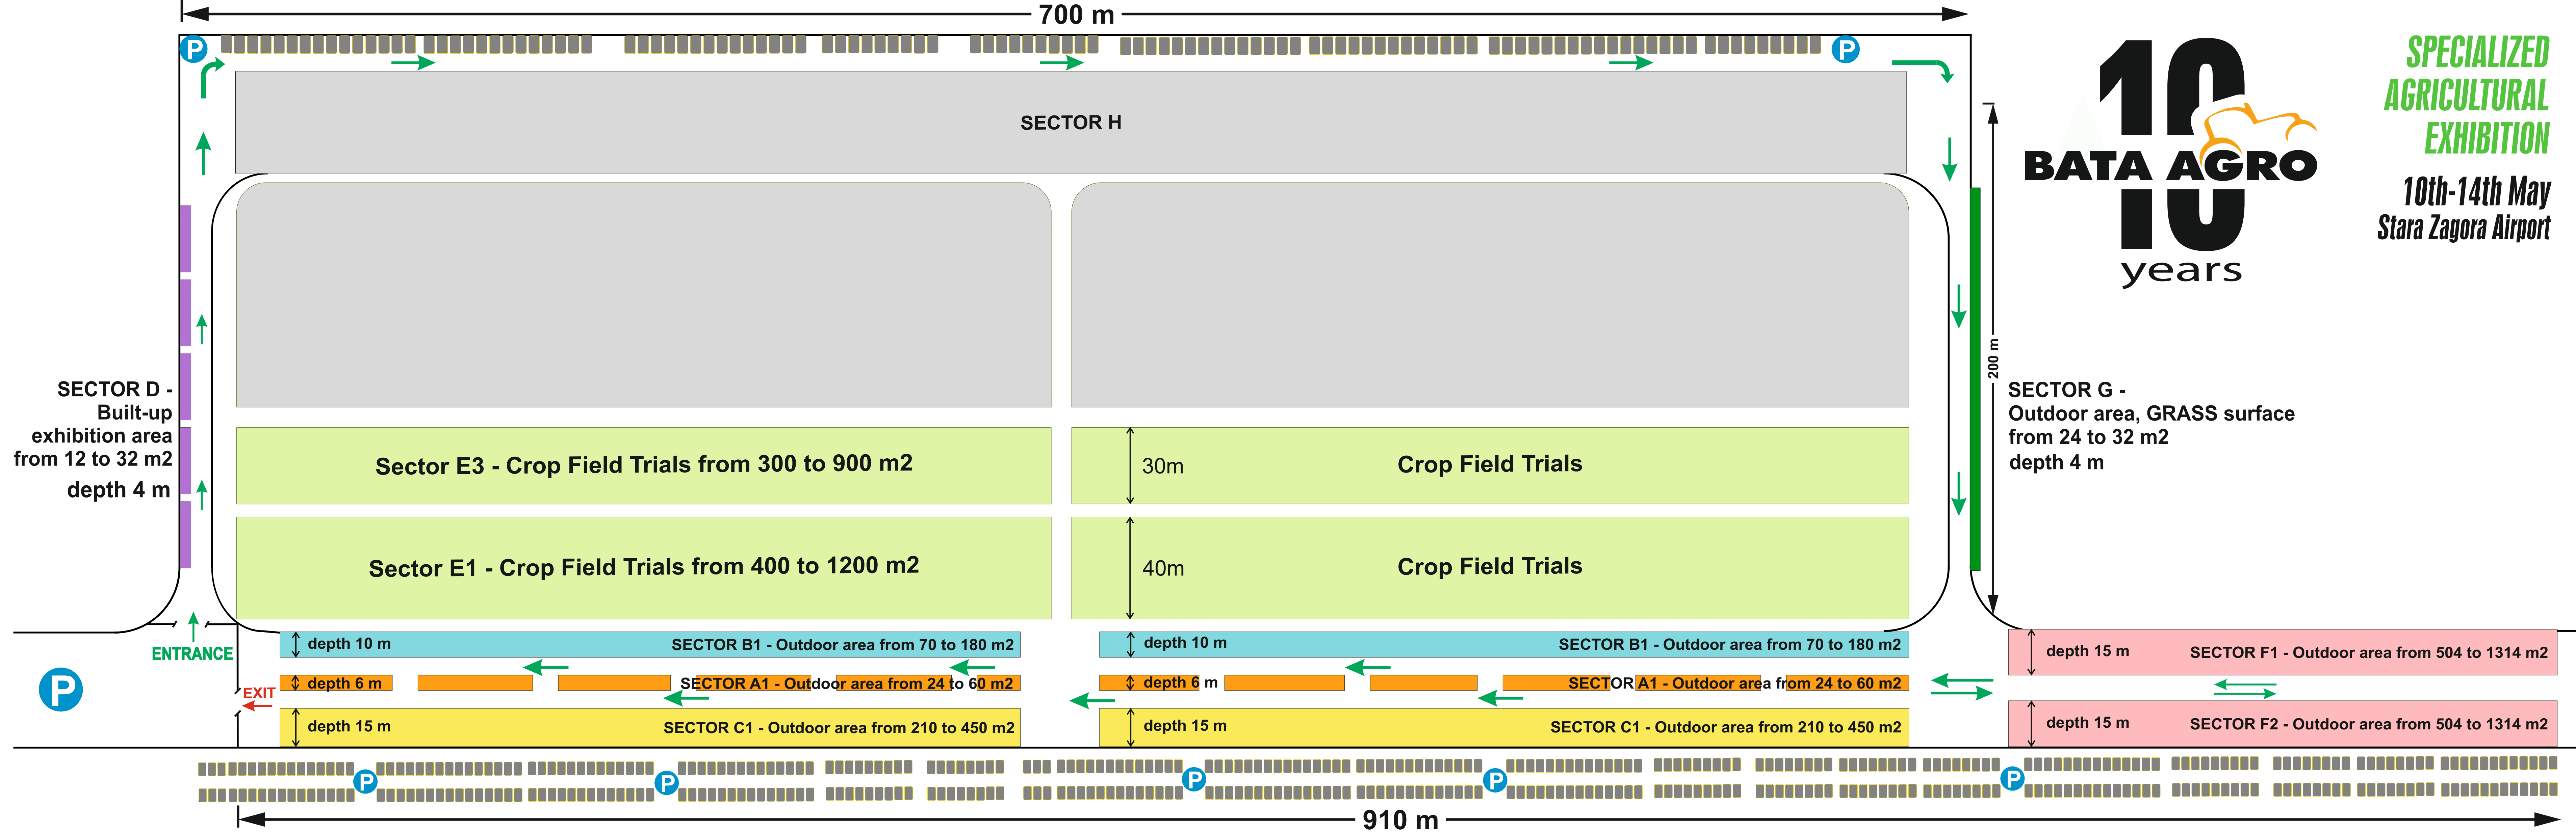 700 m
P
P
SECTOR H
10
BATA AGRO
years
SPECIALIZED
AGRICULTURAL
EXHIBITION
10th-14th May
Stara Zagora Airport
200 m
SECTOR D -
Built-up
exhibition area
from 12 to 32 m2
depth 4 m
SECTOR G -
Outdoor area, GRASS surface
from 24 to 32 m2
depth 4 m
Sector E3 - Crop Field Trials from 300 to 900 m2
30m
Crop Field Trials
Sector E1 - Crop Field Trials from 400 to 1200 m2
40m
Crop Field Trials
ENTRANCE
P
EXIT
depth 10 m
SECTOR B1 - Outdoor area from 70 to 180 m2
depth 10 m
SECTOR B1 - Outdoor area from 70 to 180 m2
depth 6 m
SECTOR A1 - Outdoor area from 24 to 60 m2
depth 6 m
SECTOR A1 - Outdoor area from 24 to 60 m2
depth 15 m
SECTOR C1 - Outdoor area from 210 to 450 m2
depth 15 m
SECTOR C1 - Outdoor area from 210 to 450 m2
depth 15 m
SECTOR F1 - Outdoor area from 504 to 1314 m2
depth 15 m
SECTOR F2 - Outdoor area from 504 to 1314 m2
P
P
P
P
P
910 m